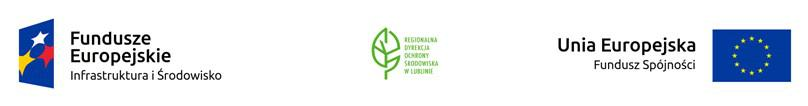 Fundusze
Europejskie
Infrastruktura i Środowisko
REGIONALNA
DYREKCJA
OCHRONY
ŚRODOWISKA
W LUBLINIE
Unia Europejska
Fundusz Spójności